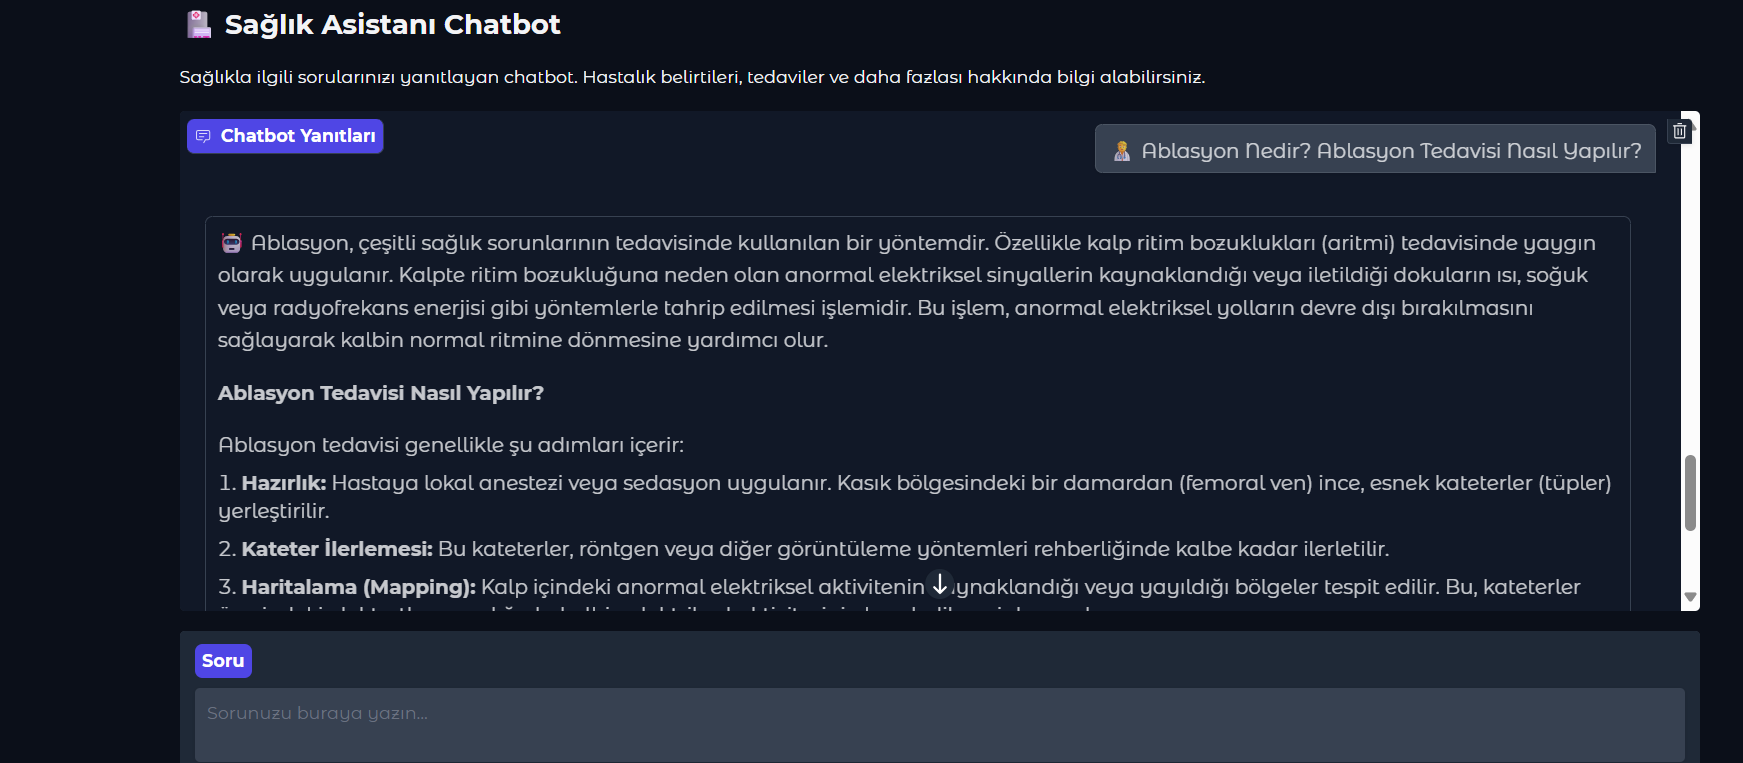 Sağlık Asistanı Chatbot
Sağlıkla ilgili sorularınızı yanıtlayan chatbot. Hastalık belirtileri, tedaviler ve daha fazlası hakkında bilgi alabilirsiniz.
Chatbot Yanıtları
Ablasyon Nedir? Ablasyon Tedavisi Nasıl Yapılır?
Ablasyon, çeşitli sağlık sorunlarının tedavisinde kullanılan bir yöntemdir. Özellikle kalp ritim bozuklukları (aritmi) tedavisinde yaygın
olarak uygulanır. Kalpte ritim bozukluğuna neden olan anormal elektriksel sinyallerin kaynaklandığı veya iletildiği dokuların ısı, soğuk
veya radyofrekans enerjisi gibi yöntemlerle tahrip edilmesi işlemidir. Bu işlem, anormal elektriksel yolların devre dışı bırakılmasını
sağlayarak kalbin normal ritmine dönmesine yardımcı olur.
Ablasyon Tedavisi Nasıl Yapılır?
Ablasyon tedavisi genellikle şu adımları içerir:
1. Hazırlık: Hastaya lokal anestezi veya sedasyon uygulanır. Kasık bölgesindeki bir damardan (femoral ven) ince, esnek kateterler (tüpler)
yerleştirilir.
2. Kateter İlerlemesi: Bu kateterler, röntgen veya diğer görüntüleme yöntemleri rehberliğinde kalbe kadar ilerletilir.
3. Haritalama (Mapping): Kalp içindeki anormal elektriksel aktivitenin ynaklandığı veya yayıldığı bölgeler tespit edilir. Bu, kateterler
Soru
Sorunuzu buraya yazın...